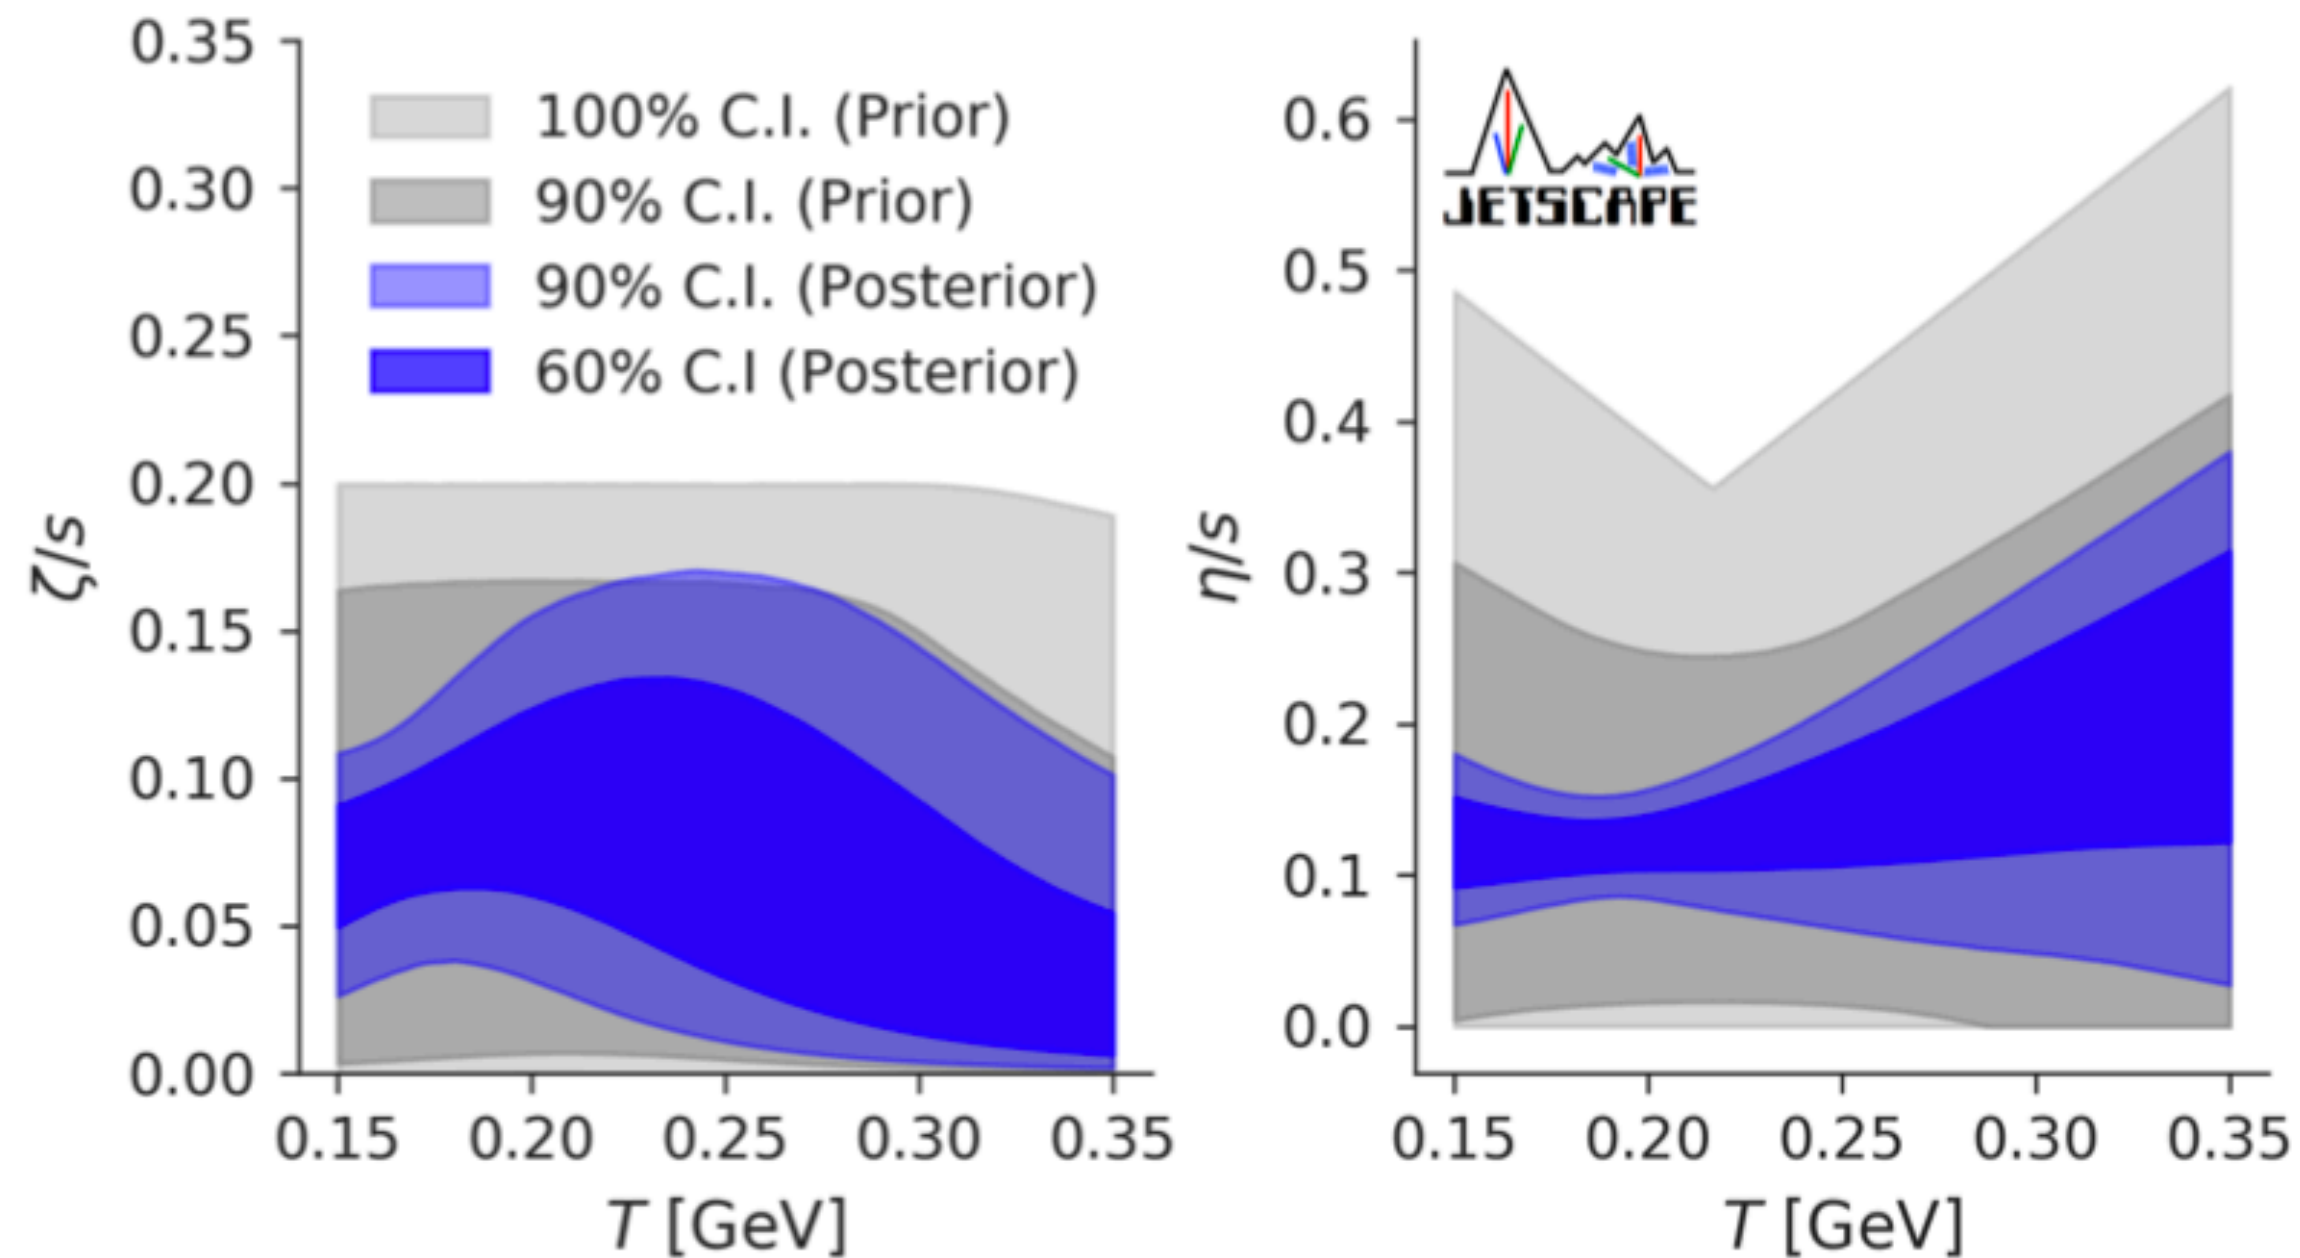 0.35
0.30
0.25
0.20
0.15
0.10
0.05
0.00
ζ/s
100% C.I. (Prior)
90% C.I. (Prior)
90% C.I. (Posterior)
60% C.I (Posterior)
0.15 0.20 0.25 0.30 0.35
T [GeV]
JETSCAPE
0.6
0.5
0.4
0.3
0.2
0.1
0.0
η/s
0.15 0.20 0.25 0.30 0.35
T [GeV]